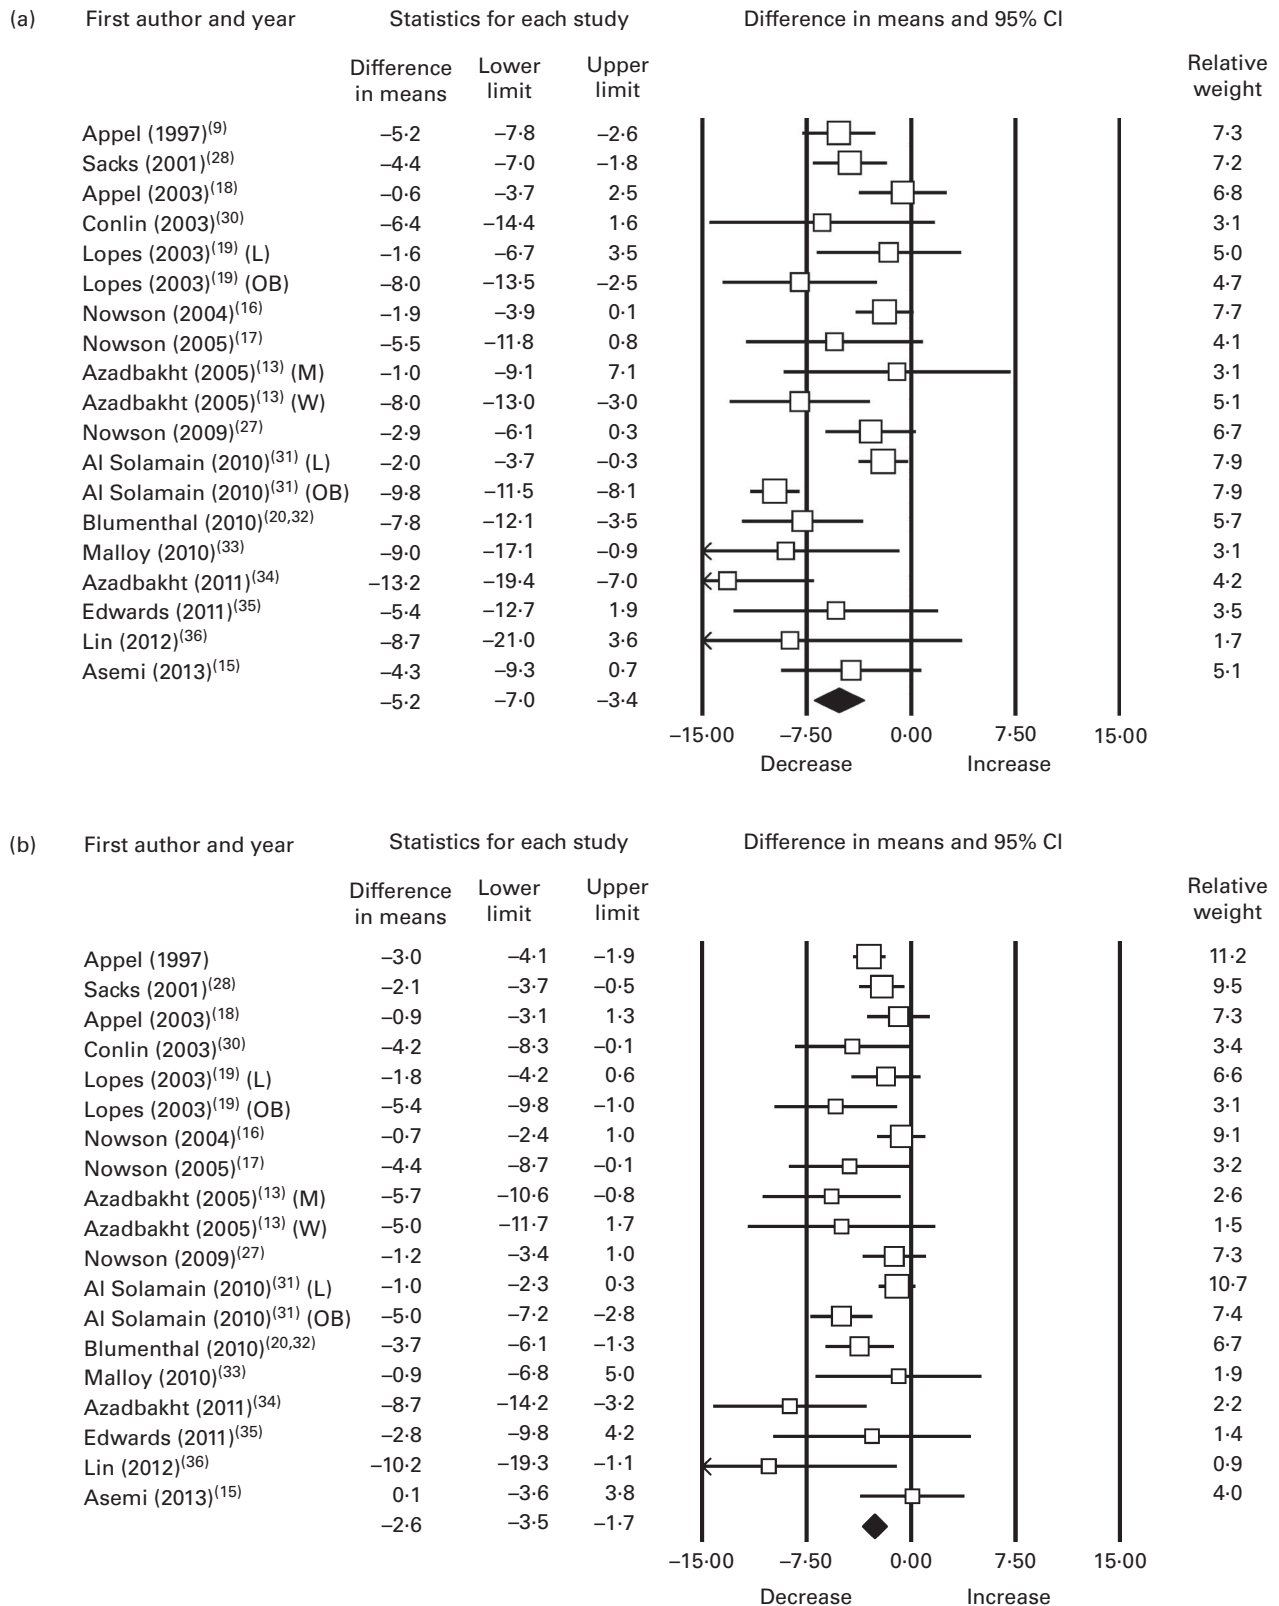 (a) First author and year Statistics for each study Difference in means and 95% CI
Difference in means Lower limit Upper limit Relative weight
Appel (1997)(9) –5·2 –7·8 –2·6 7·3
Sacks (2001)(28) –4·4 –7·0 –1·8 7·2
Appel (2003)(18) –0·6 –3·7 2·5 6·8
Conlin (2003)(30) –6·4 –14·4 1·6 3·1
Lopes (2003)(19) (L) –1·6 –6·7 3·5 5·0
Lopes (2003)(19) (OB) –8·0 –13·5 –2·5 4·7
Nowson (2004)(16) –1·9 –3·9 0·1 7·7
Nowson (2005)(17) –5·5 –11·8 0·8 4·1
Azadbakht (2005)(13) (M) –1·0 –9·1 7·1 3·1
Azadbakht (2005)(13) (W) –8·0 –13·0 –3·0 5·1
Nowson (2009)(27) –2·9 –6·1 0·3 6·7
Al Solamain (2010)(31) (L) –2·0 –3·7 –0·3 7·9
Al Solamain (2010)(31) (OB) –9·8 –11·5 –8·1 7·9
Blumenthal (2010)(20,32) –7·8 –12·1 –3·5 5·7
Malloy (2010)(33) –9·0 –17·1 –0·9 3·1
Azadbakht (2011)(34) –13·2 –19·4 –7·0 4·2
Edwards (2011)(35) –5·4 –12·7 1·9 3·5
Lin (2012)(36) –8·7 –21·0 3·6 1·7
Asemi (2013)(15) –4·3 –9·3 0·7 5·1
–5·2 –7·0 –3·4
–15·00 –7·50 0·00 7·50 15·00
Decrease Increase
(b) First author and year Statistics for each study Difference in means and 95% CI
Difference in means Lower limit Upper limit Relative weight
Appel (1997) –3·0 –4·1 –1·9 11·2
Sacks (2001)(28) –2·1 –3·7 –0·5 9·5
Appel (2003)(18) –0·9 –3·1 1·3 7·3
Conlin (2003)(30) –4·2 –8·3 –0·1 3·4
Lopes (2003)(19) (L) –1·8 –4·2 0·6 6·6
Lopes (2003)(19) (OB) –5·4 –9·8 –1·0 3·1
Nowson (2004)(16) –0·7 –2·4 1·0 9·1
Nowson (2005)(17) –4·4 –8·7 –0·1 3·2
Azadbakht (2005)(13) (M) –5·7 –10·6 –0·8 2·6
Azadbakht (2005)(13) (W) –5·0 –11·7 1·7 1·5
Nowson (2009)(27) –1·2 –3·4 1·0 7·3
Al Solamain (2010)(31) (L) –1·0 –2·3 0·3 10·7
Al Solamain (2010)(31) (OB) –5·0 –7·2 –2·8 7·4
Blumenthal (2010)(20,32) –3·7 –6·1 –1·3 6·7
Malloy (2010)(33) –0·9 –6·8 5·0 1·9
Azadbakht (2011)(34) –8·7 –14·2 –3·2 2·2
Edwards (2011)(35) –2·8 –9·8 4·2 1·4
Lin (2012)(36) –10·2 –19·3 –1·1 0·9
Asemi (2013)(15) 0·1 –3·6 3·8 4·0
–2·6 –3·5 –1·7
–15·00 –7·50 0·00 7·50 15·00
Decrease Increase